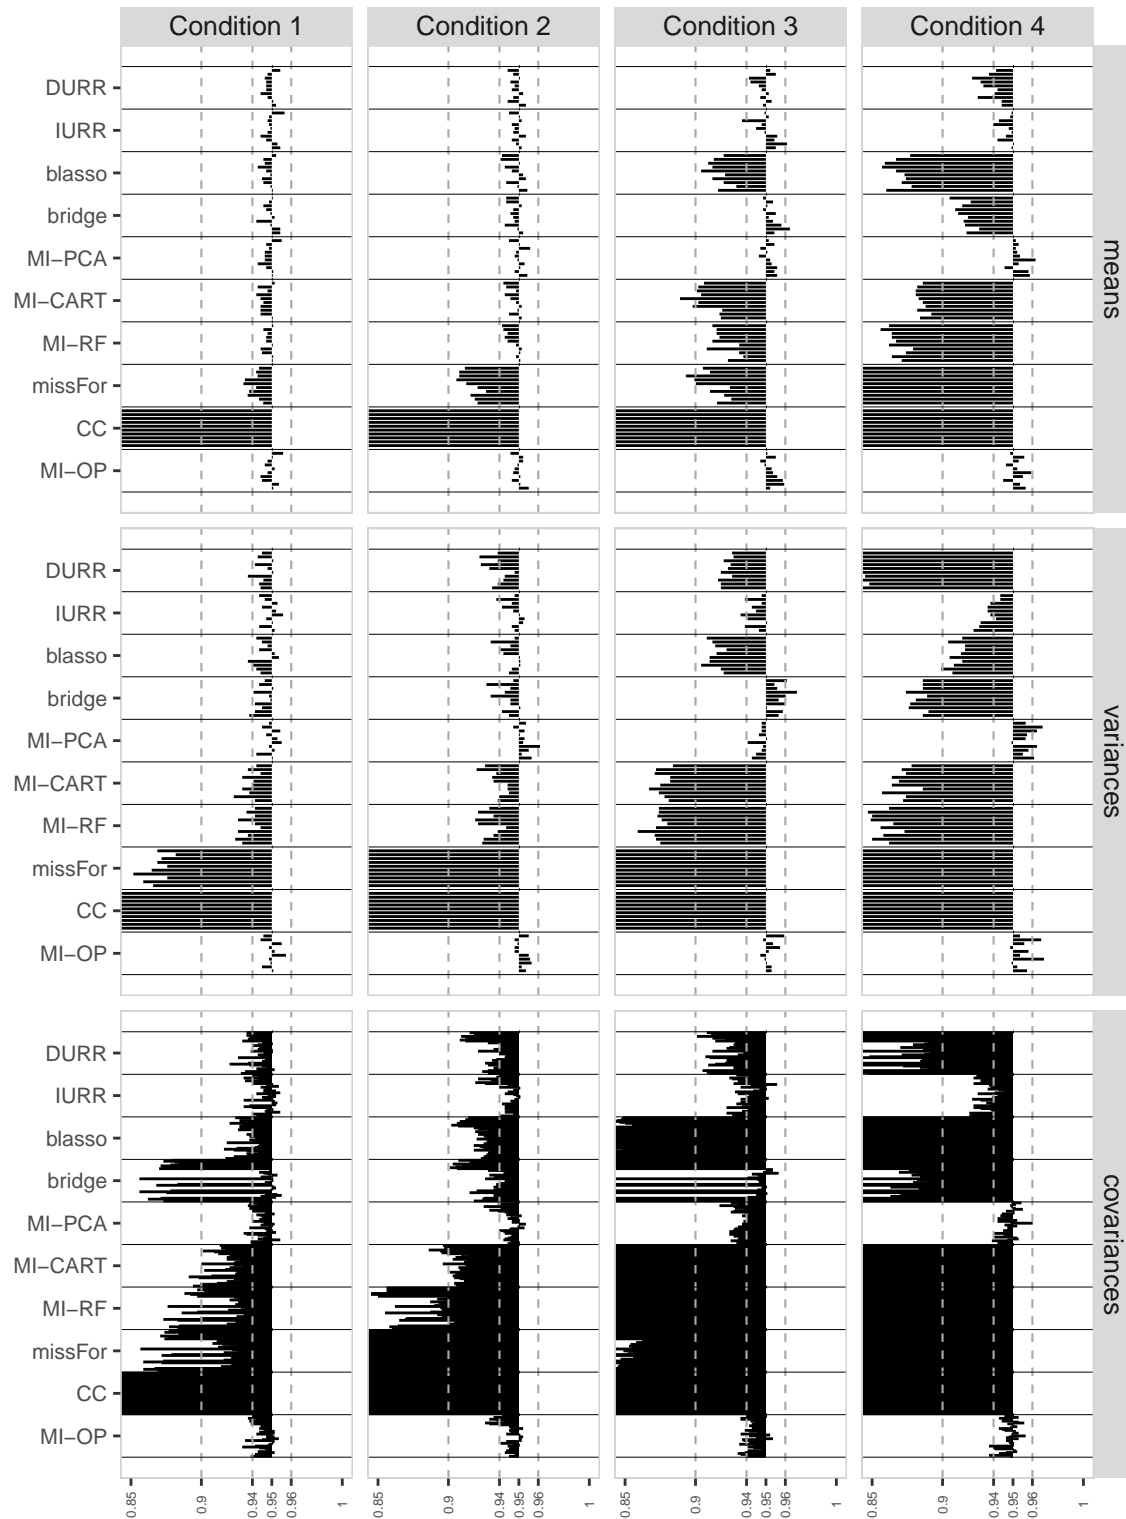 Condition 1 Condition 2 Condition 3 Condition 4
DURR
IURR
blasso
bridge
MI−PCA
MI−CART
MI−RF
missFor
CC
MI−OP
means
DURR
IURR
blasso
bridge
MI−PCA
MI−CART
MI−RF
missFor
CC
MI−OP
variances
DURR
IURR
blasso
bridge
MI−PCA
MI−CART
MI−RF
missFor
CC
MI−OP
covariances
0.85 0.9 0.94 0.95 0.96 1 0.85 0.9 0.94 0.95 0.96 1 0.85 0.9 0.94 0.95 0.96 1 0.85 0.9 0.94 0.95 0.96 1